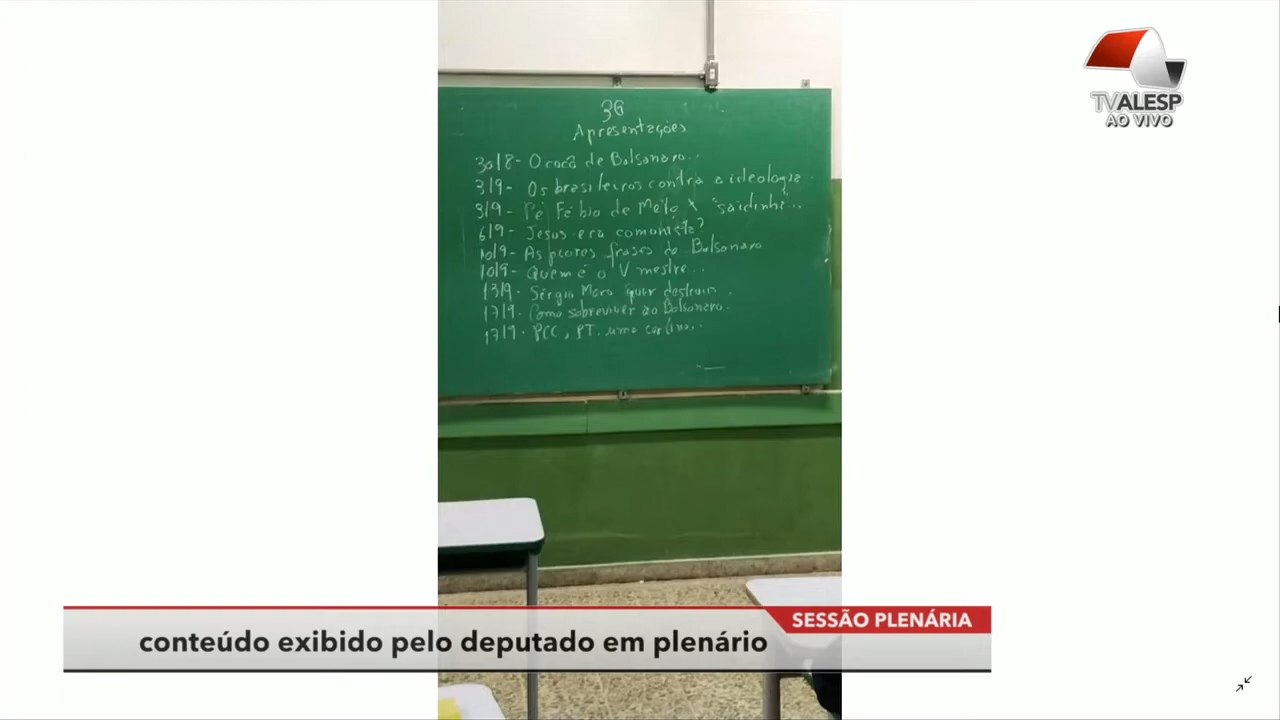 TVALESP
AO VIVO
3G
Apresentações
30/8- O cocô de Bolsonaro...
3/9- Os brasileiros contra a ideologia...
3/9- Pe Fábio de Melo x "saidinha"...
6/9- Jesus era comunista?
10/9- As piores frases do Bolsonaro
10/9- Quem é o V mestre...
13/9- Sérgio Moro quer destruir...
17/9- Como sobreviver ao Bolsonaro.
17/9- PCC, PT. uma
SESSÃO PLENÁRIA
conteúdo exibido pelo deputado em plenário